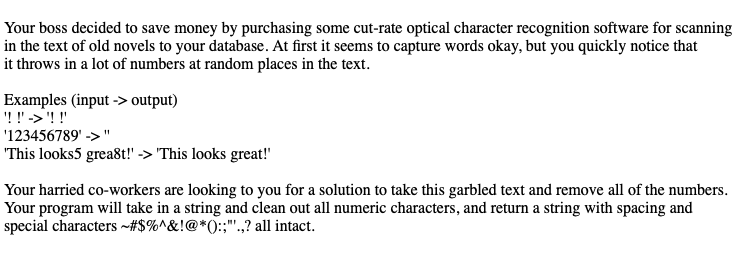 Your boss decided to save money by purchasing some cut-rate optical character recognition software for scanning
in the text of old novels to your database. At first it seems to capture words okay, but you quickly notice that
it throws in a lot of numbers at random places in the text.
Examples (input -> output)
'! !' -> '! !'
'123456789' -> ''
'This looks5 grea8t!' -> 'This looks great!'
Your harried co-workers are looking to you for a solution to take this garbled text and remove all of the numbers.
Your program will take in a string and clean out all numeric characters, and return a string with spacing and
special characters ~#$%^&!@*():;"'.,? all intact.